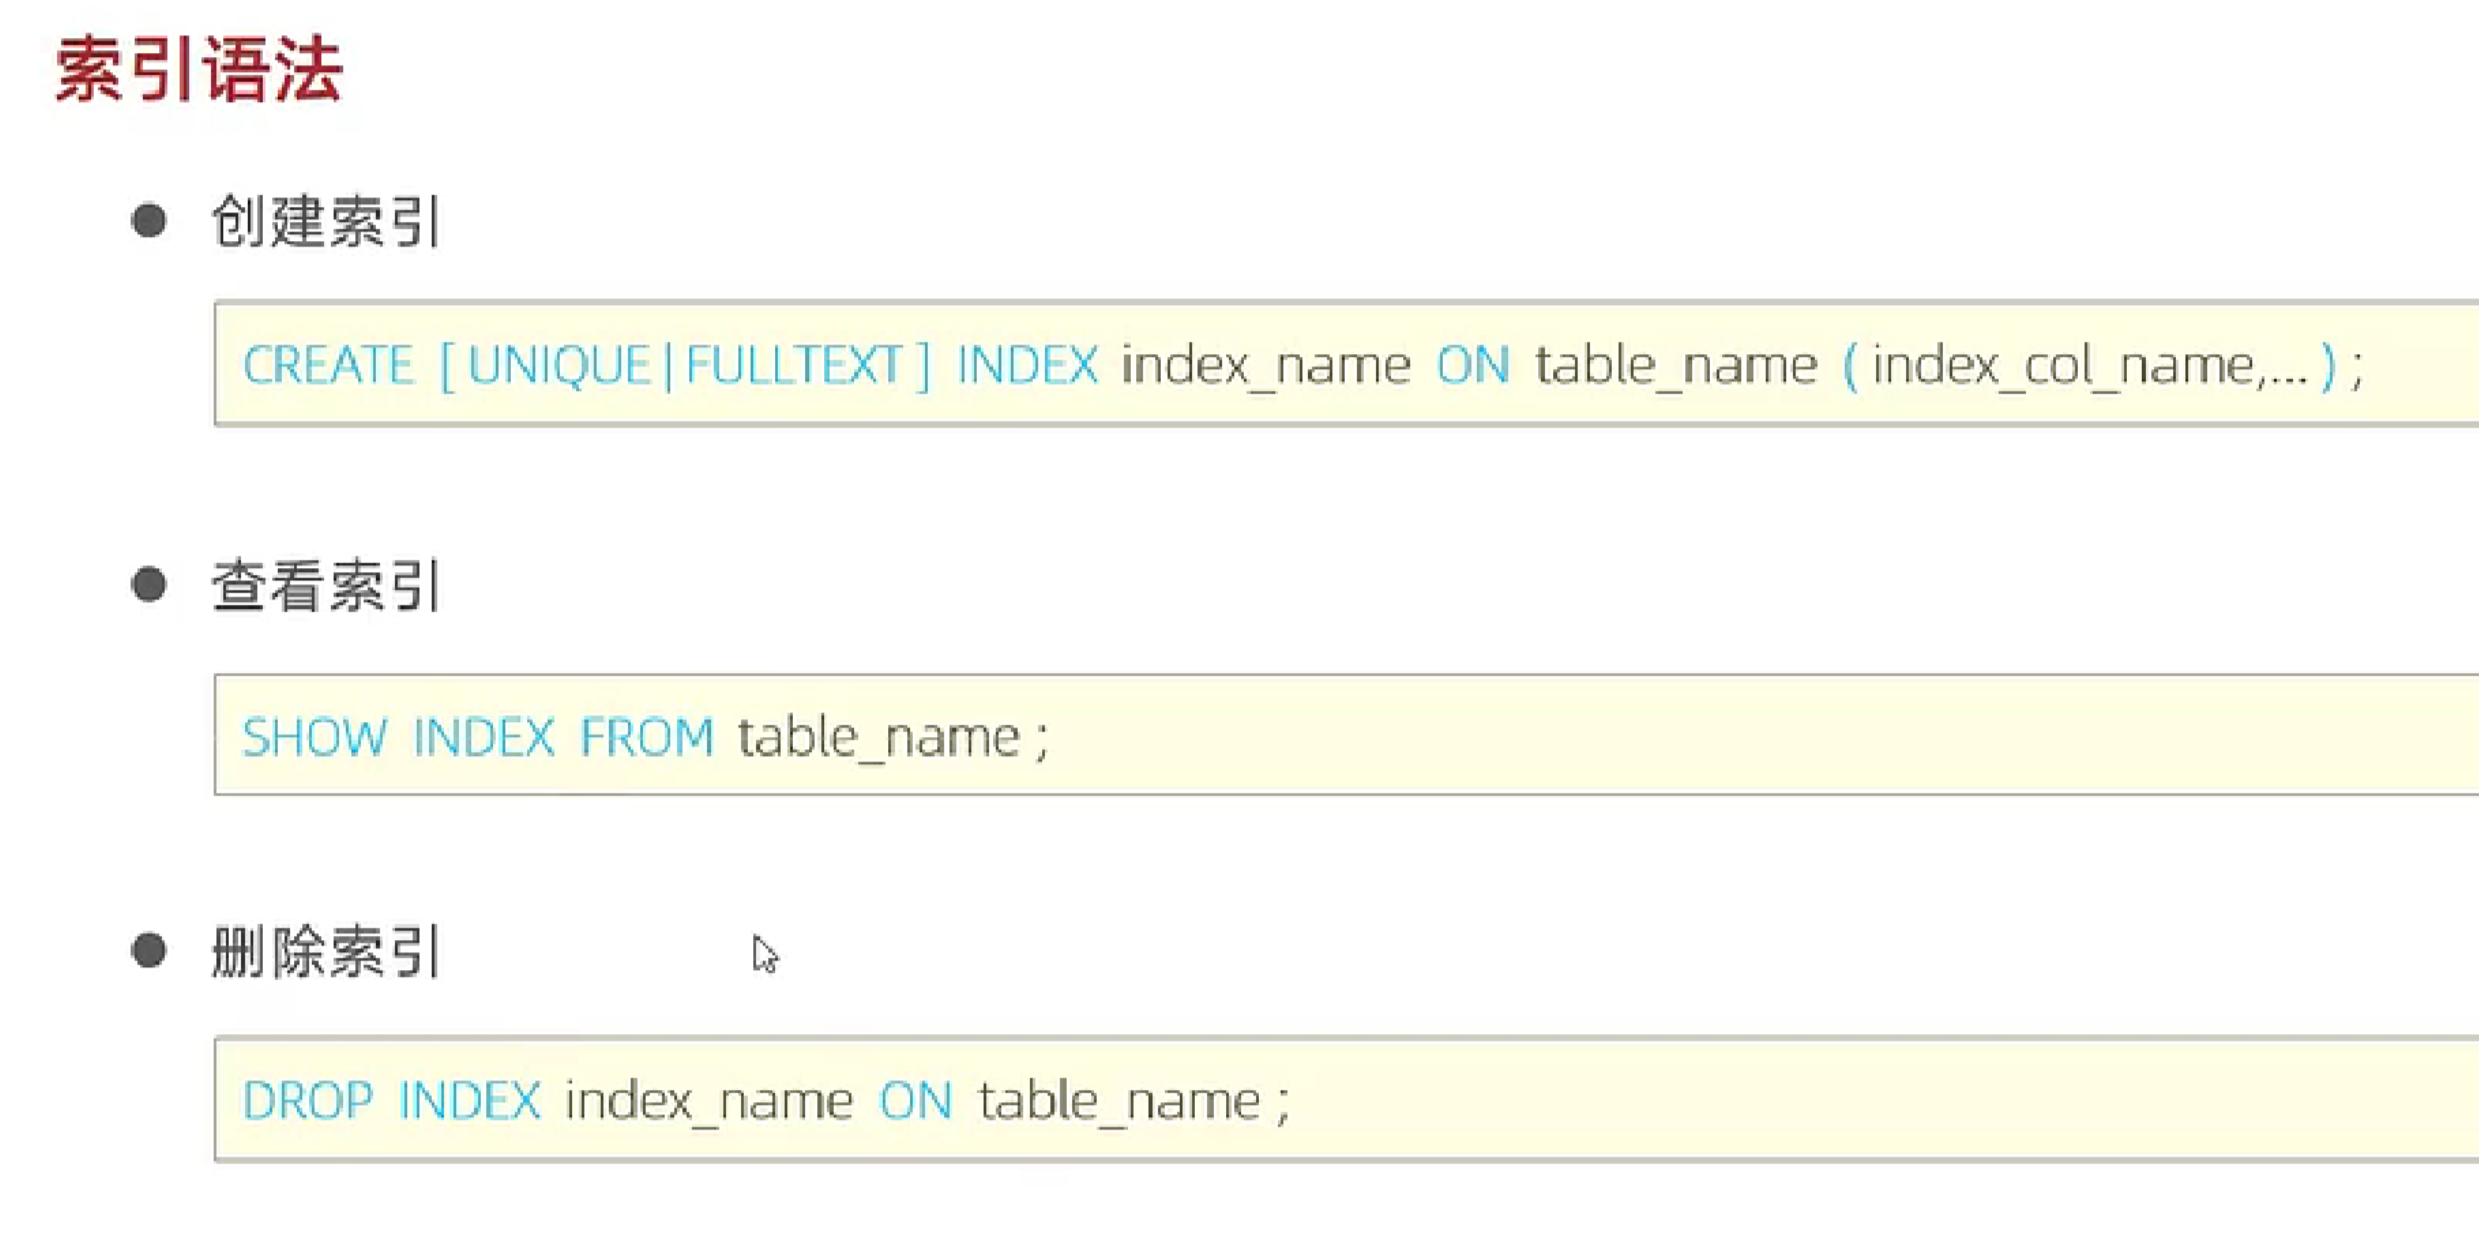 索引语法
创建索引
CREATE [ UNIQUE | FULLTEXT ] INDEX index_name ON table_name ( index_col_name,... ) ;
查看索引
SHOW INDEX FROM table_name ;
删除索引
DROP INDEX index_name ON table_name ;